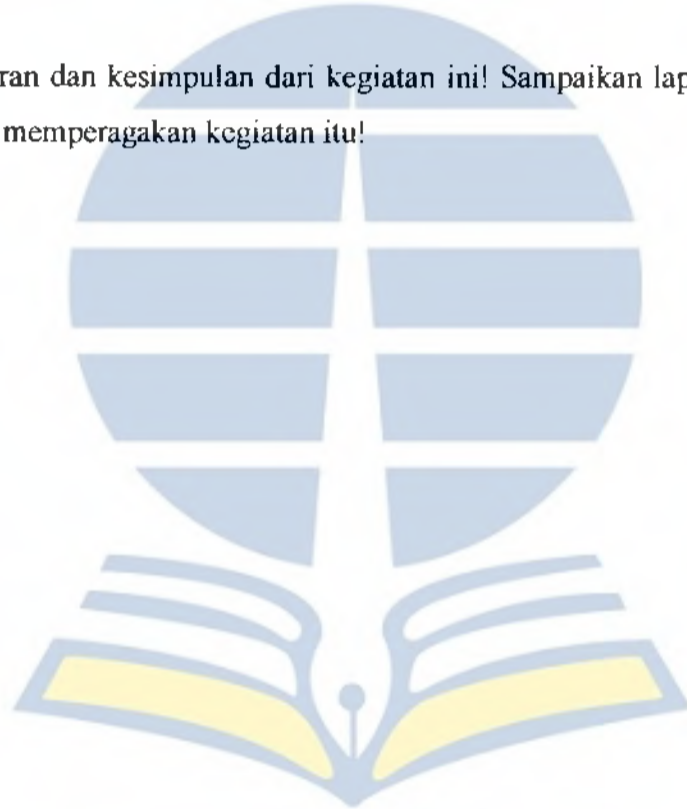 ran dan kesimpulan dari kegiatan ini! Sampaikan lap
memperagakan kegiatan itu!